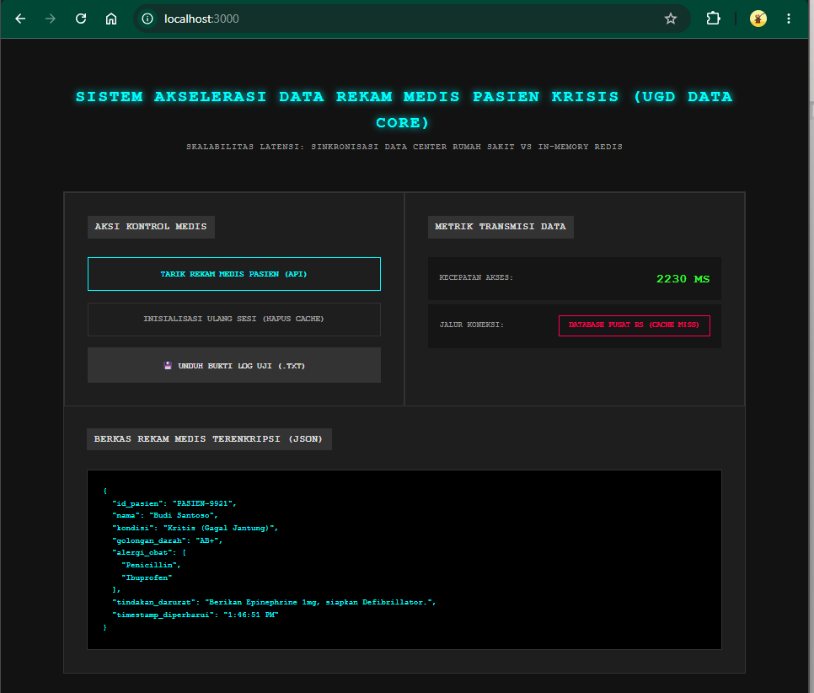 localhost:3000
SISTEM AKSELERASI DATA REKAM MEDIS PASIEN KRISIS (UGD DATA
CORE)
SKALABILITAS LATENSI: SINKRONISASI DATA CENTER RUMAH SAKIT VS IN-MEMORY REDIS
AKSI KONTROL MEDIS
TARIK REKAM MEDIS PASIEN (API)
INISIALISASI ULANG SESI (HAPUS CACHE)
💾 UNDUH BUKTI LOG UJI (.TXT)
METRIK TRANSMISI DATA
KECEPATAN AKSES:
2230 MS
JALUR KONEKSI:
DATABASE PUSAT RS (CACHE MISS)
BERKAS REKAM MEDIS TERENKRIPSI (JSON)
{
"id_pasien": "PASIEN-9921",
"nama": "Budi Santoso",
"kondisi": "Kritis (Gagal Jantung)",
"golongan_darah": "AB+",
"alergi_obat": [
"Penicillin",
"Ibuprofen"
],
"tindakan_darurat": "Berikan Epinephrine 1mg, siapkan Defibrillator.",
"timestamp_diperbarui": "1:46:51 PM"
}